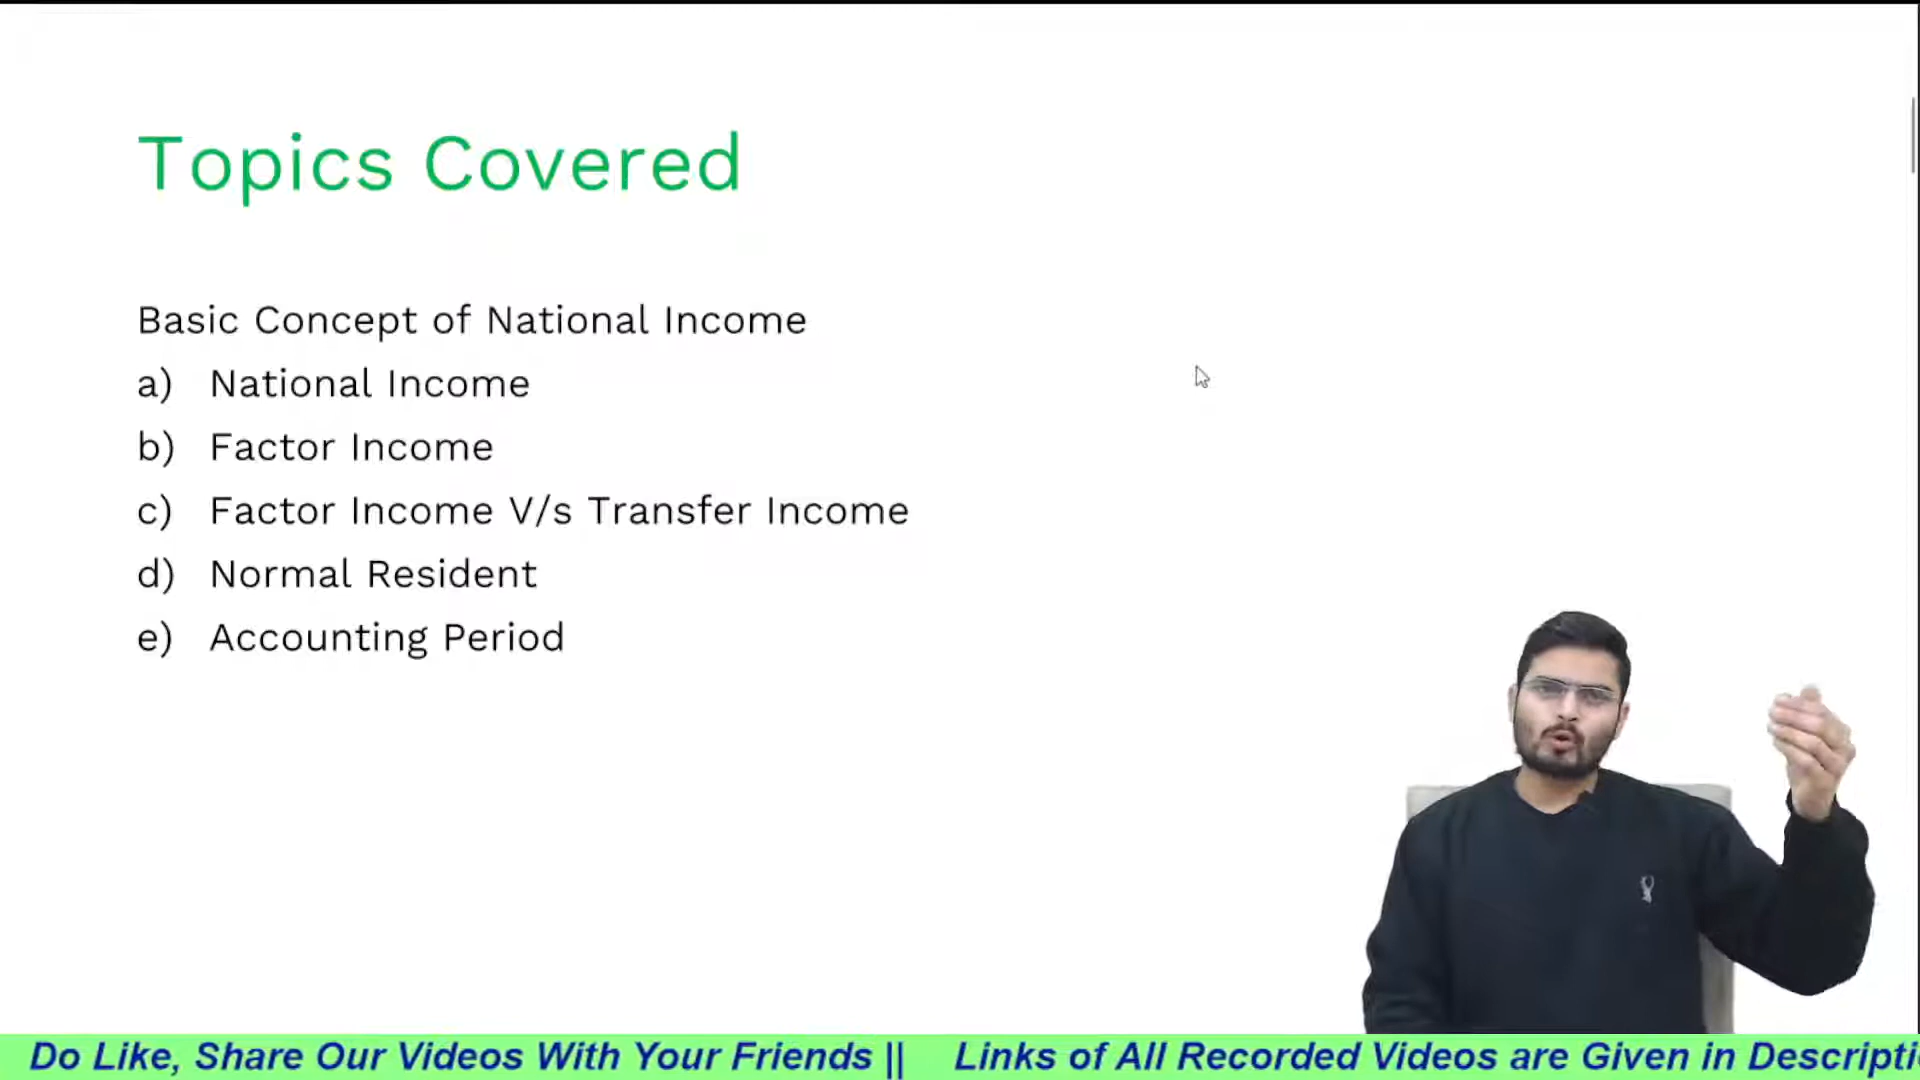 Topics Covered
Basic Concept of National Income
a) National Income
b) Factor Income
c) Factor Income V/s Transfer Income
d) Normal Resident
e) Accounting Period
Do Like, Share Our Videos With Your Friends || Links of All Recorded Videos are Given in Descripti